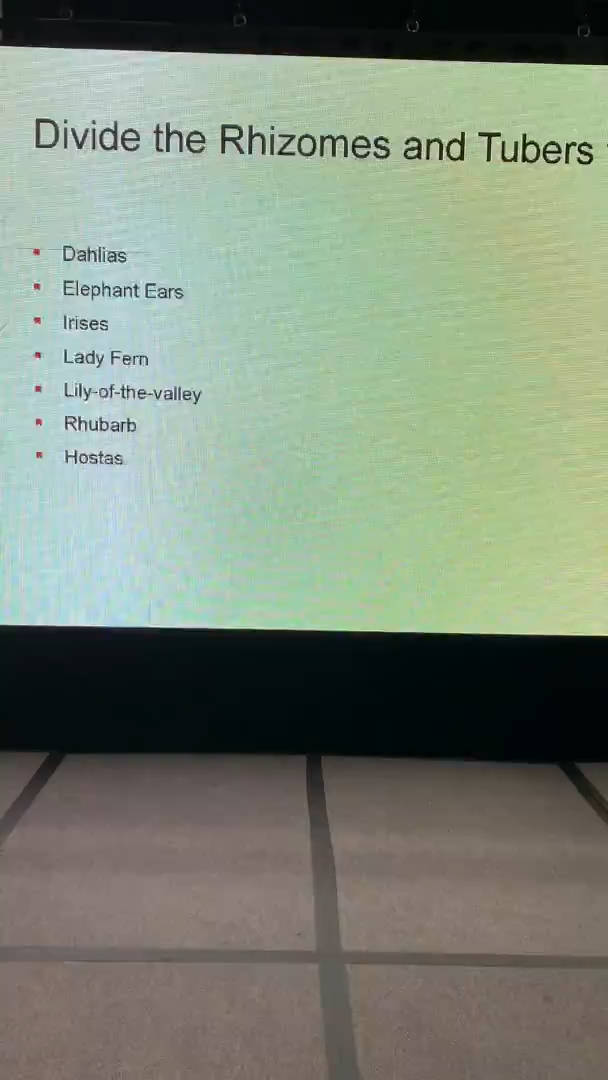 Divide the Rhizomes and Tubers
Dahlias
Elephant Ears
Irises
Lady Fern
Lily-of-the-valley
Rhubarb
Hostas